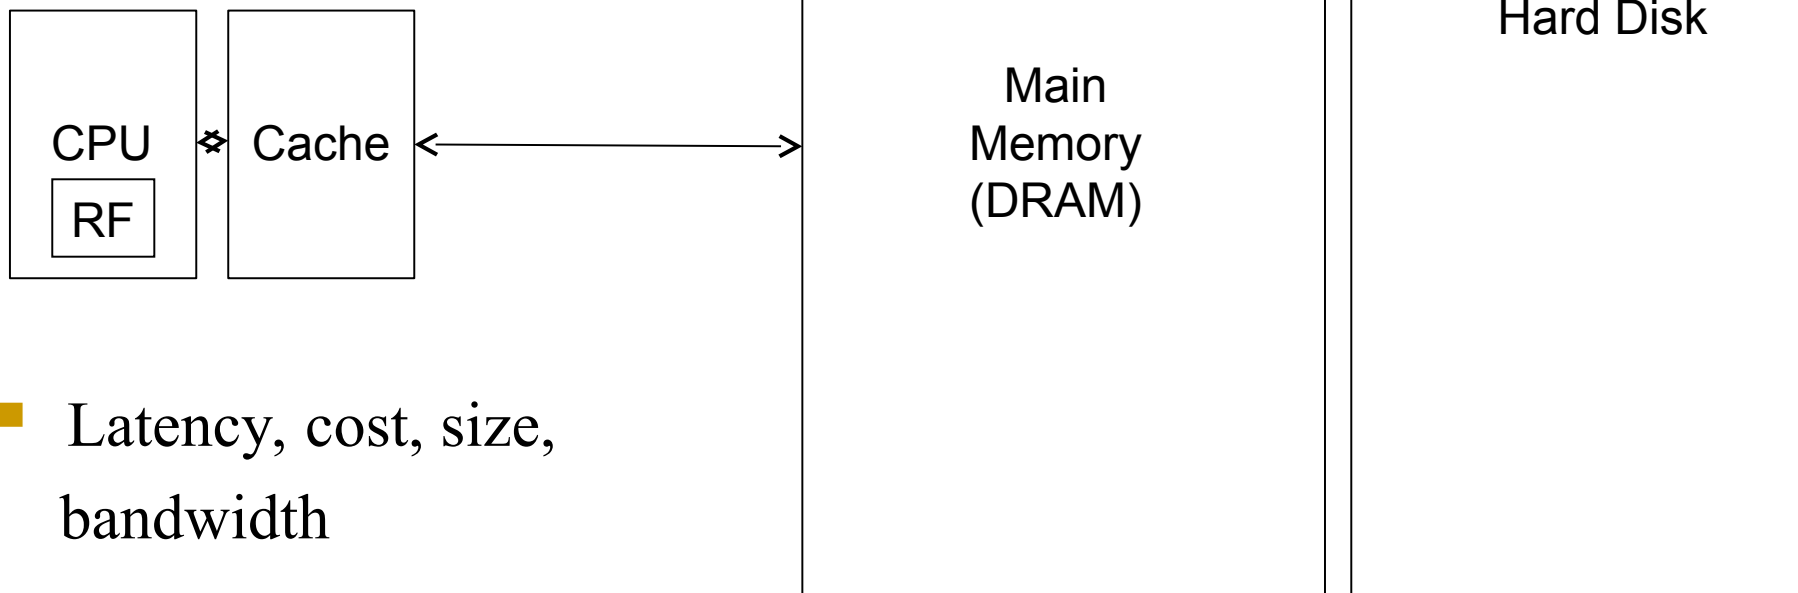 CPU
RF
Cache
Main
Memory
(DRAM)
Hard Disk
Latency, cost, size,
bandwidth